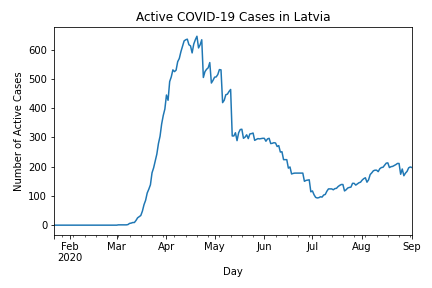 Active COVID-19 Cases in Latvia
Number of Active Cases
600
500
400
300
200
100
0
Feb Mar Apr May Jun Jul Aug Sep
2020
Day